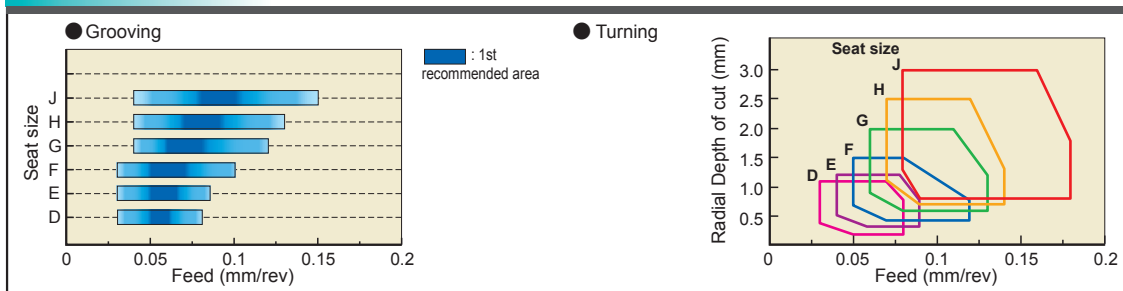 ● Grooving
: 1st
recommended area
Seat size
J
H
G
F
E
D
0
0.05
0.1
0.15
0.2
Feed (mm/rev)
● Turning
Radial Depth of cut (mm)
3.0
2.5
2.0
1.5
1.0
0.5
Seat size
J
H
G
F
E
D
0
0.05
0.1
0.15
0.2
Feed (mm/rev)